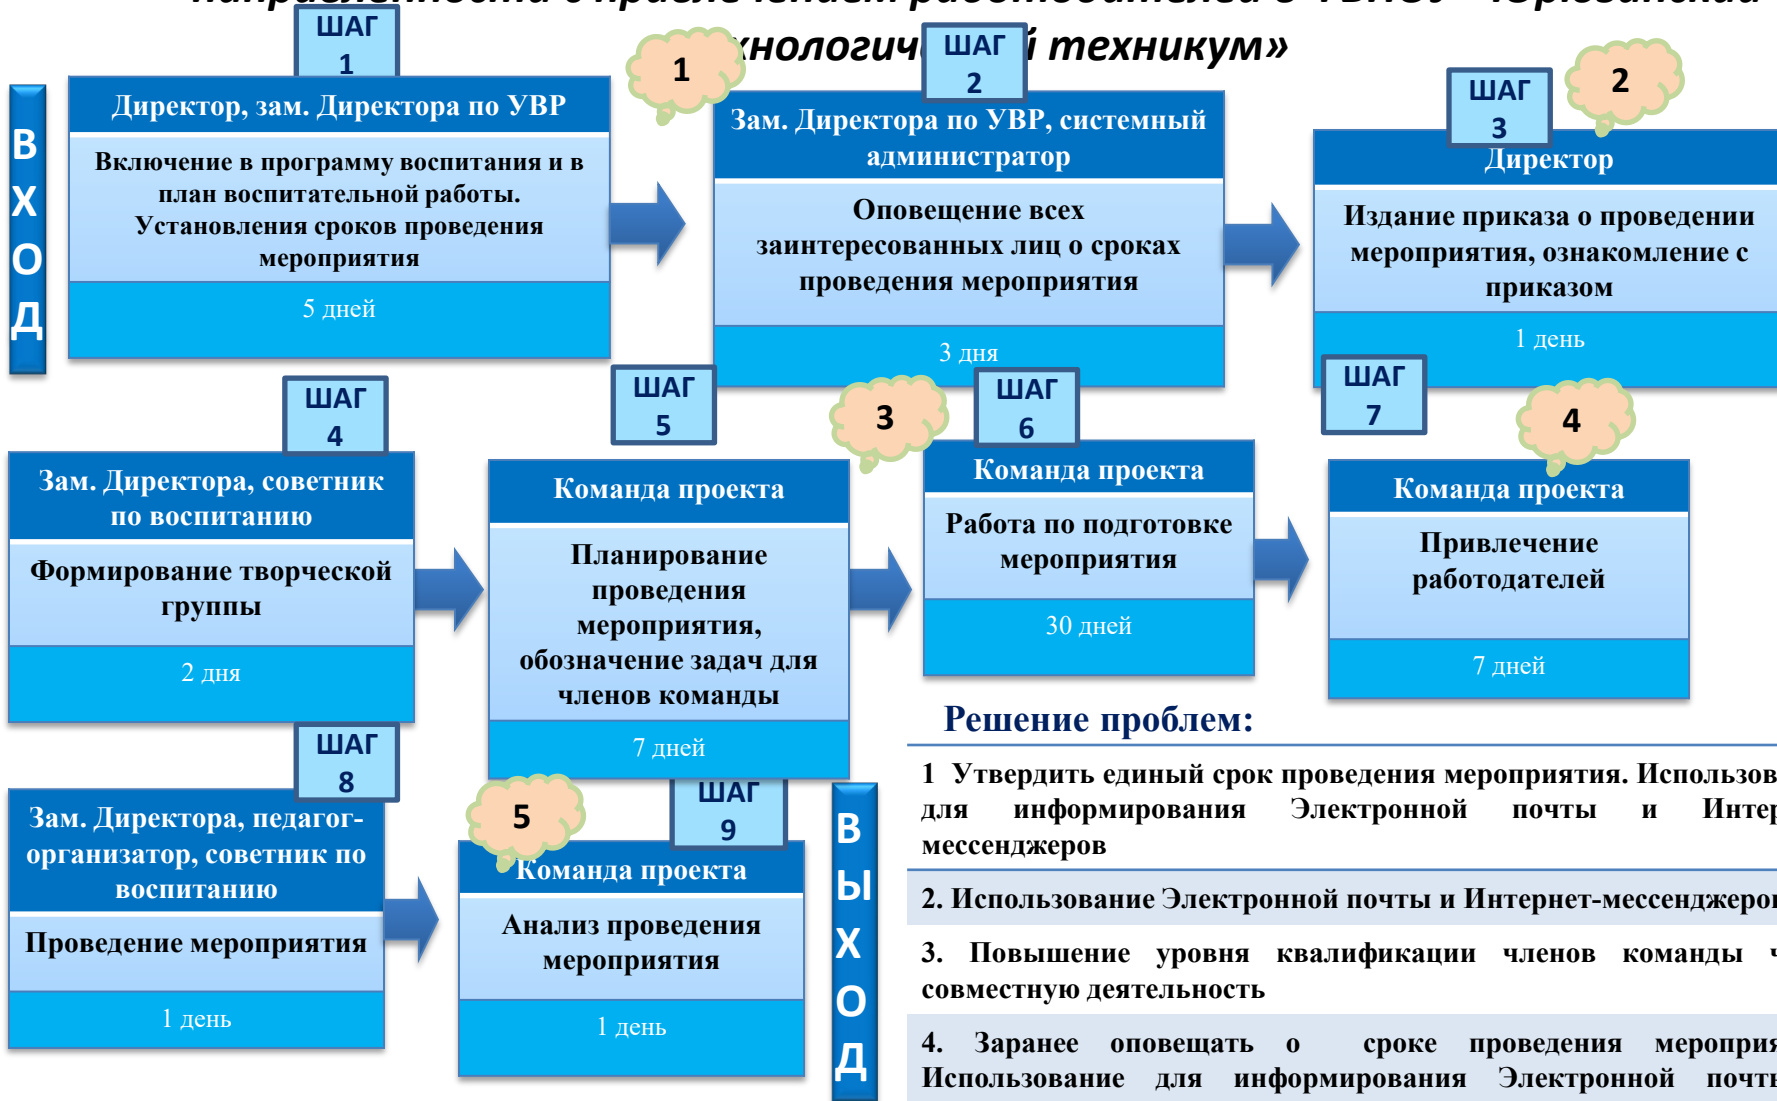 с привлечением работодателей в
техникум»
ВХОД
ШАГ
1
Директор, зам. Директора по УВР
Включение в программу воспитания и в
план воспитательной работы.
Установления сроков проведения
мероприятия
5 дней
1
ШАГ
2
Зам. Директора по УВР, системный
администратор
Оповещение всех
заинтересованных лиц о сроках
проведения мероприятия
3 дня
2
ШАГ
3
Директор
Издание приказа о проведении
мероприятия, ознакомление с
приказом
1 день
ШАГ
4
Зам. Директора, советник
по воспитанию
Формирование творческой
группы
2 дня
ШАГ
5
Команда проекта
Планирование
проведения
мероприятия,
обозначение задач для
членов команды
7 дней
3
ШАГ
6
Команда проекта
Работа по подготовке
мероприятия
30 дней
ШАГ
7
4
Команда проекта
Привлечение
работодателей
7 дней
ШАГ
8
Зам. Директора, педагог-
организатор, советник по
воспитанию
Проведение мероприятия
1 день
5
ШАГ
9
Команда проекта
Анализ проведения
мероприятия
1 день
ВЫХОД
Решение проблем:
1 Утвердить единый срок проведения мероприятия.
для информирования Электронной почты и
мессенджеров
2. Использование Электронной почты и
3. Повышение уровня квалификации членов команды
совместную деятельность
4. Заранее оповещать о сроке проведения
Использование для информирования Электронной